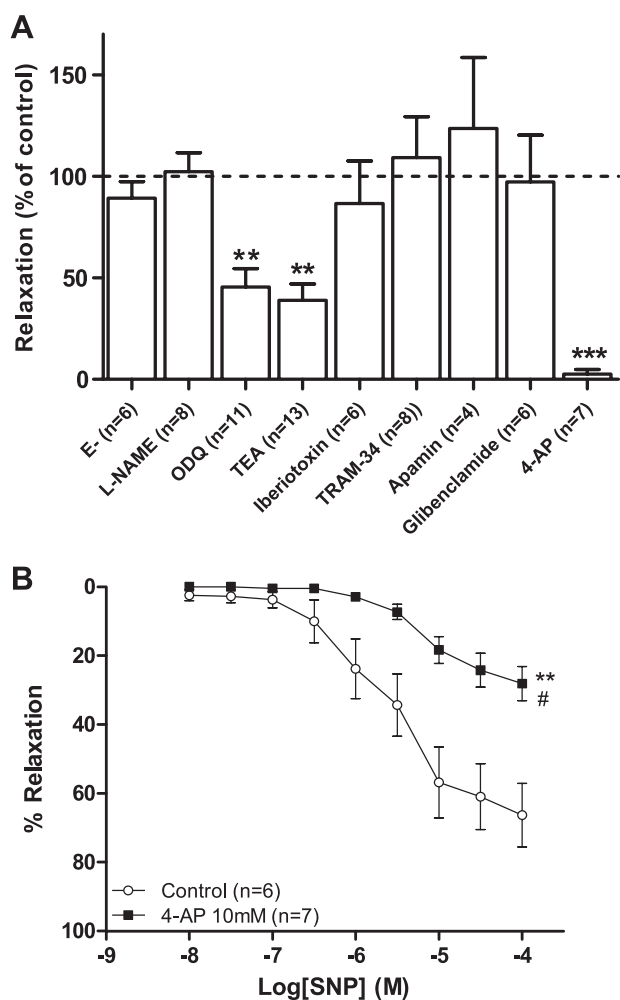 A
Relaxation (% of control)
150
100
50
0
**
**
***
E- (n=6)
L-NAME (n=8)
ODQ (n=11)
TEA (n=13)
Iberiotoxin (n=6)
TRAM-34 (n=8))
Apamin (n=4)
Glibenclamide (n=6)
4-AP (n=7)
B
% Relaxation
0
20
40
60
80
100
**
#
Control (n=6)
4-AP 10mM (n=7)
-9 -8 -7 -6 -5 -4
Log[SNP] (M)